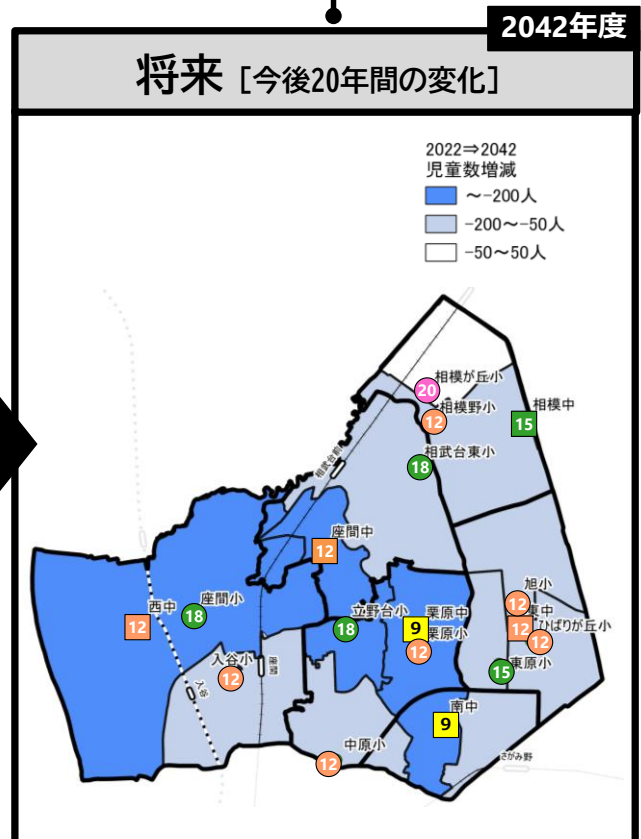 2042年度
将来 [今後20年間の変化]
2022⇒2042
児童数増減
～-200人
-200～-50人
-50～50人
相模が丘小
20
相模野小
12
相模中
15
相武台東小
18
相武台前
座間中
12
西中
12
座間小
18
立野台小
18
栗原中
9
栗原小
12
旭小
12
東中
12
ひばりが丘小
12
東原小
15
入谷小
12
座間
入谷
南中
9
中原小
12
さがみ野